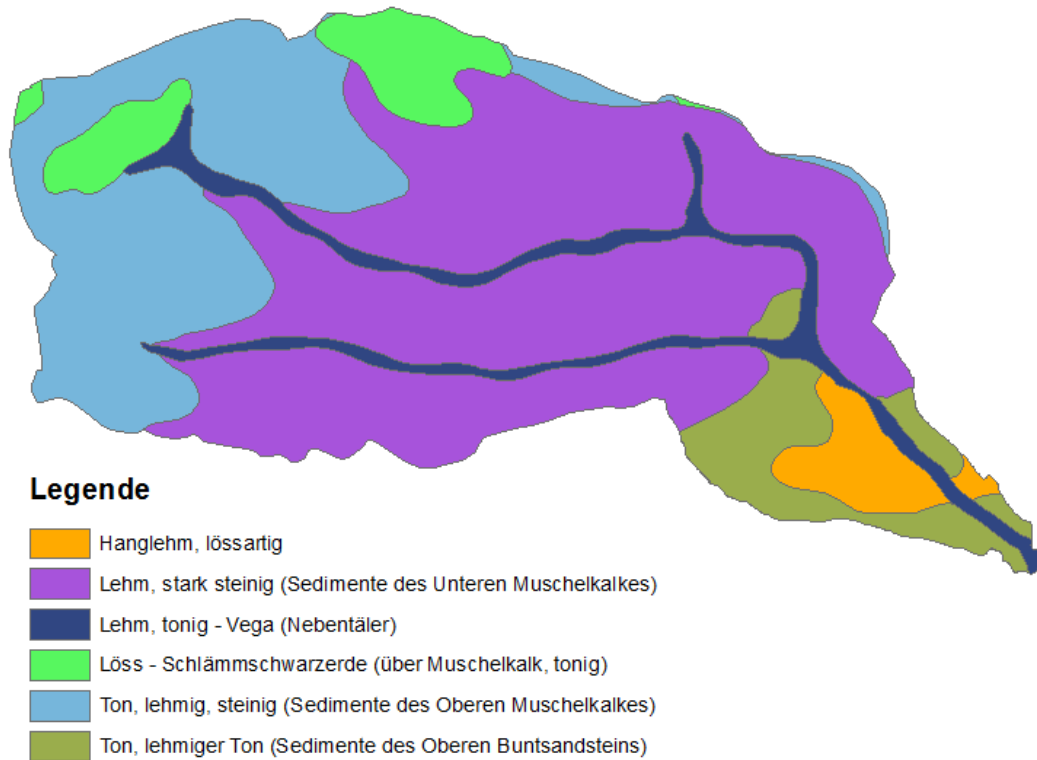 Legende
Hanglehm, lössartig
Lehm, stark steinig (Sedimente des Unteren Muschelkalkes)
Lehm, tonig - Vega (Nebentäler)
Löss - Schlämmschwarzerde (über Muschelkalk, tonig)
Ton, lehmig, steinig (Sedimente des Oberen Muschelkalkes)
Ton, lehmiger Ton (Sedimente des Oberen Buntsandsteins)